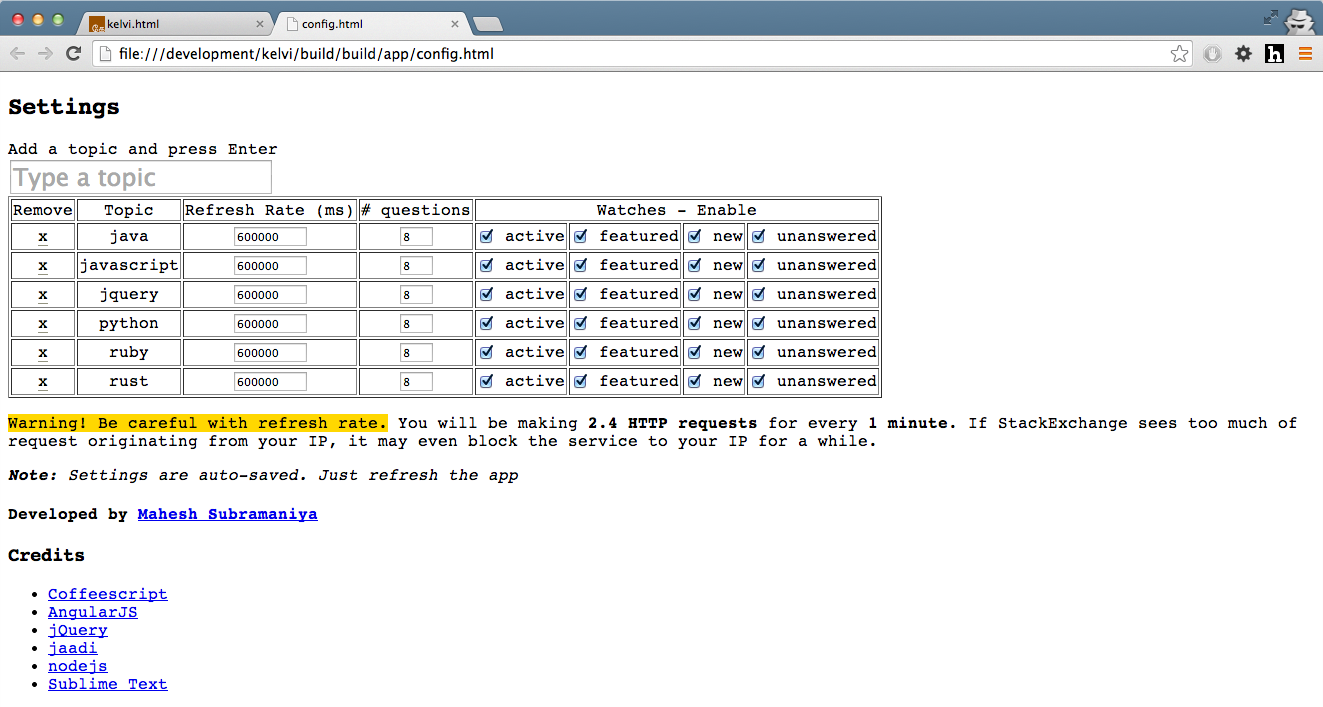 kelvi.html
config.html
file:///development/kelvi/build/build/app/config.html
Settings
Add a topic and press Enter
Type a topic
Remove Topic Refresh Rate (ms) # questions Watches - Enable
x java 600000 8 active featured new unanswered
x javascript 600000 8 active featured new unanswered
x jquery 600000 8 active featured new unanswered
x python 600000 8 active featured new unanswered
x ruby 600000 8 active featured new unanswered
x rust 600000 8 active featured new unanswered
Warning! Be careful with refresh rate. You will be making 2.4 HTTP requests for every 1 minute. If StackExchange sees too much of
request originating from your IP, it may even block the service to your IP for a while.
Note: Settings are auto-saved. Just refresh the app
Developed by Mahesh Subramaniya
Credits
Coffeescript
AngularJS
jQuery
jaadi
nodejs
Sublime Text